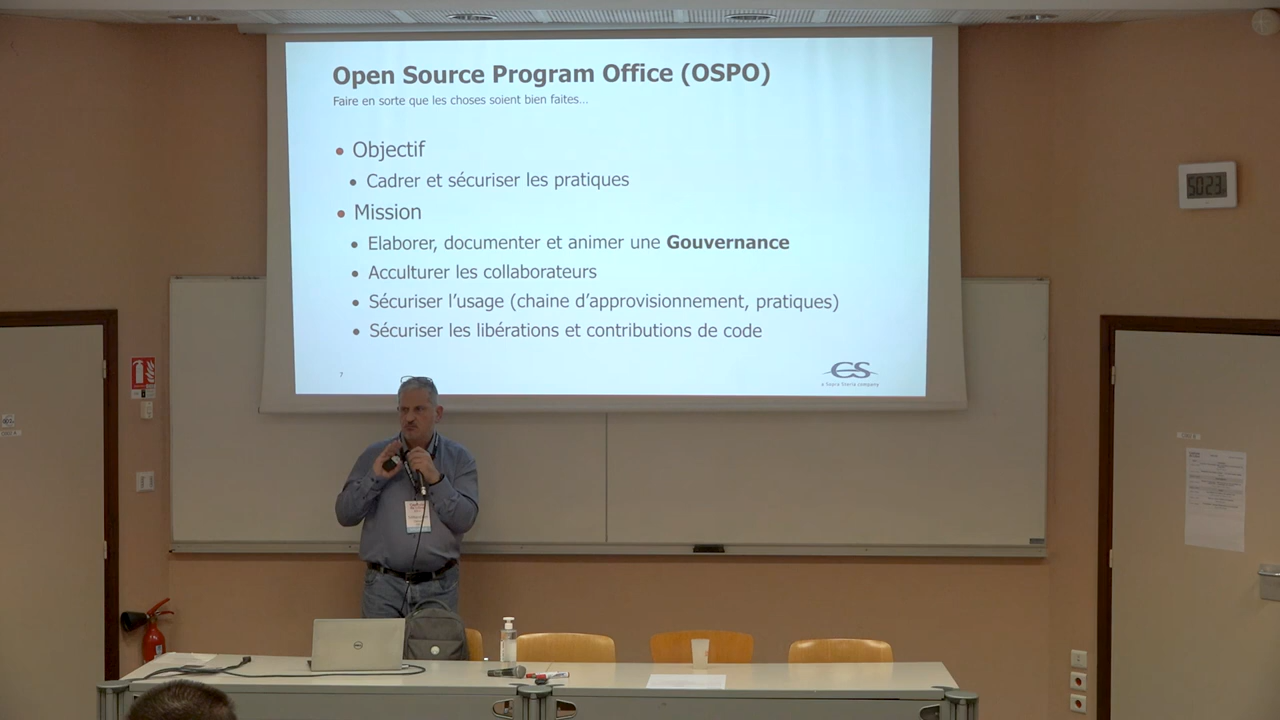 Open Source Program Office (OSPO)
Faire en sorte que les choses soient bien faites...
• Objectif
• Cadrer et sécuriser les pratiques
• Mission
• Elaborer, documenter et animer une Gouvernance
• Acculturer les collaborateurs
• Sécuriser l'usage (chaine d'approvisionnement, pratiques)
• Sécuriser les libérations et contributions de code
7
CS
a Sopra Steria company